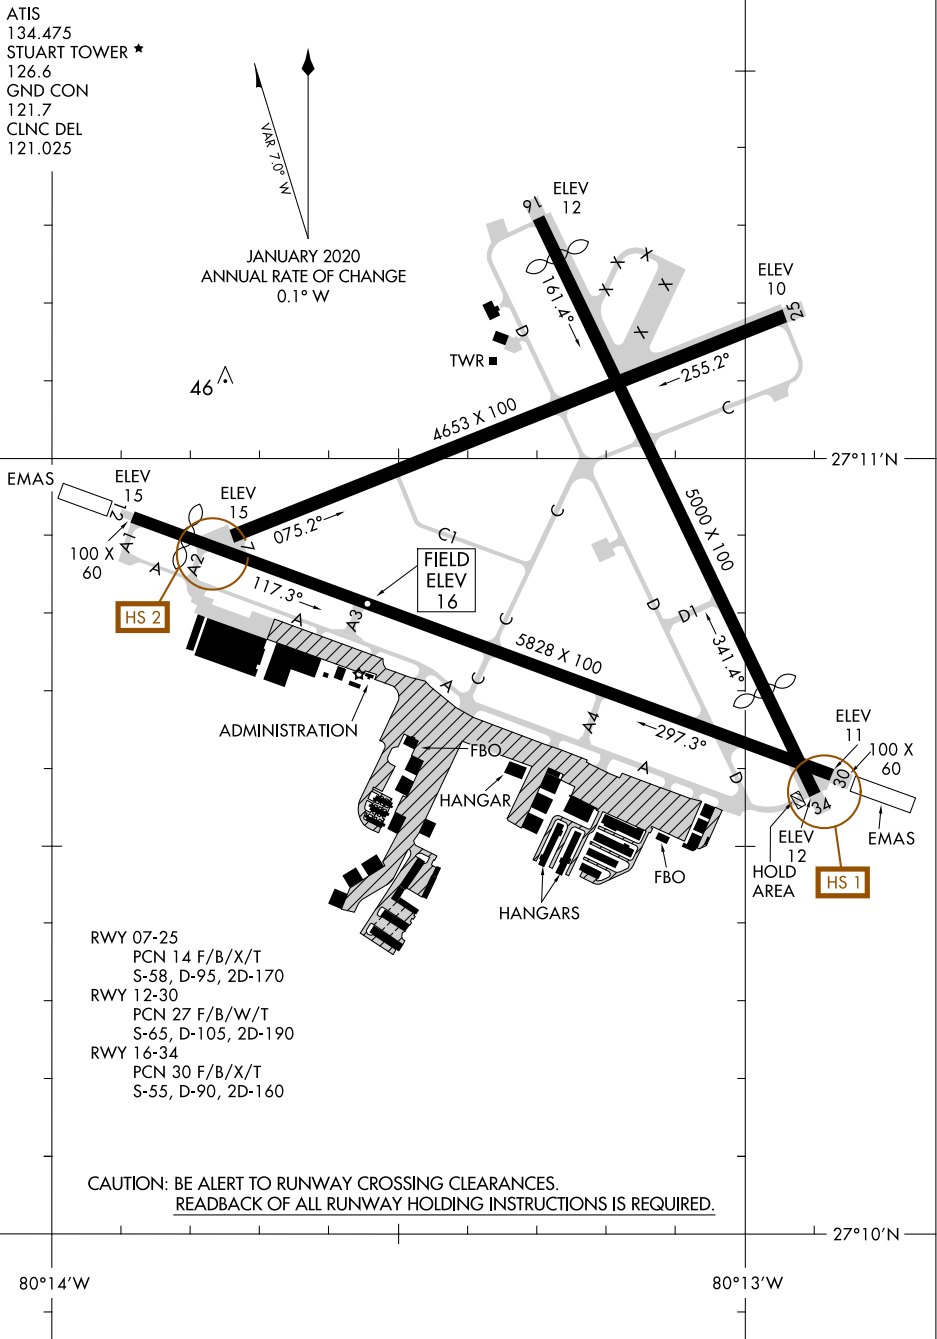 ATIS
134.475
STUART TOWER ★
126.6
GND CON
121.7
CLNC DEL
121.025
VAR 7.0° W
JANUARY 2020
ANNUAL RATE OF CHANGE
0.1° W
16
ELEV
12
161.4°
X
X
X
X
X
ELEV
10
25
D
TWR
255.2°
46
C
4653 X 100
27°11'N
EMAS
ELEV
15
12
ELEV
15
7
075.2°
C1
C
5000 X 100
100 X
60
A1
A
A2
FIELD
ELEV
16
117.3°
HS 2
A
A3
C
D
D1
5828 X 100
341.4°
A
C
ADMINISTRATION
A4
297.3°
ELEV
11
FBO
A
D
100 X
60
30
HANGAR
34
ELEV
12
EMAS
HOLD
AREA
FBO
HS 1
HANGARS
RWY 07-25
PCN 14 F/B/X/T
S-58, D-95, 2D-170
RWY 12-30
PCN 27 F/B/W/T
S-65, D-105, 2D-190
RWY 16-34
PCN 30 F/B/X/T
S-55, D-90, 2D-160
CAUTION: BE ALERT TO RUNWAY CROSSING CLEARANCES.
READBACK OF ALL RUNWAY HOLDING INSTRUCTIONS IS REQUIRED.
27°10'N
80°14'W
80°13'W